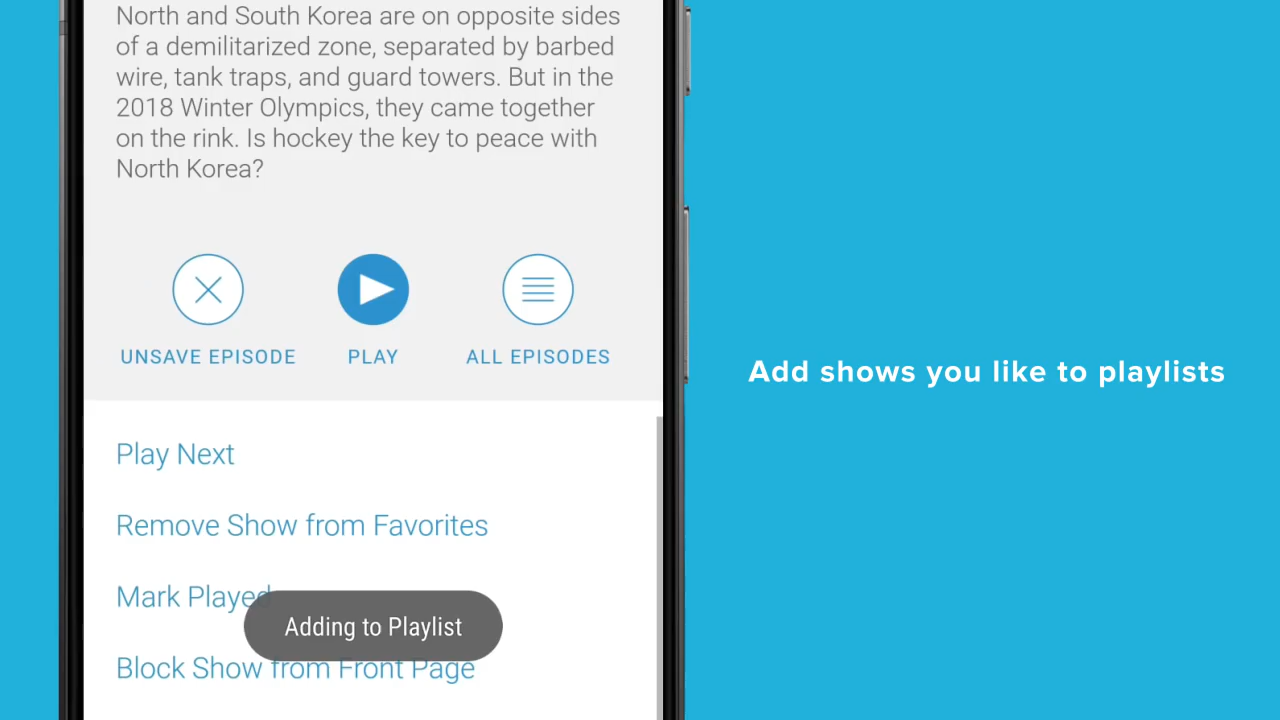 North and South Korea are on opposite sides
of a demilitarized zone, separated by barbed
wire, tank traps, and guard towers. But in the
2018 Winter Olympics, they came together
on the rink. Is hockey the key to peace with
North Korea?
UNSAVE EPISODE
PLAY
ALL EPISODES
Add shows you like to playlists
Play Next
Remove Show from Favorites
Mark Played
Adding to Playlist
Block Show from Front Page